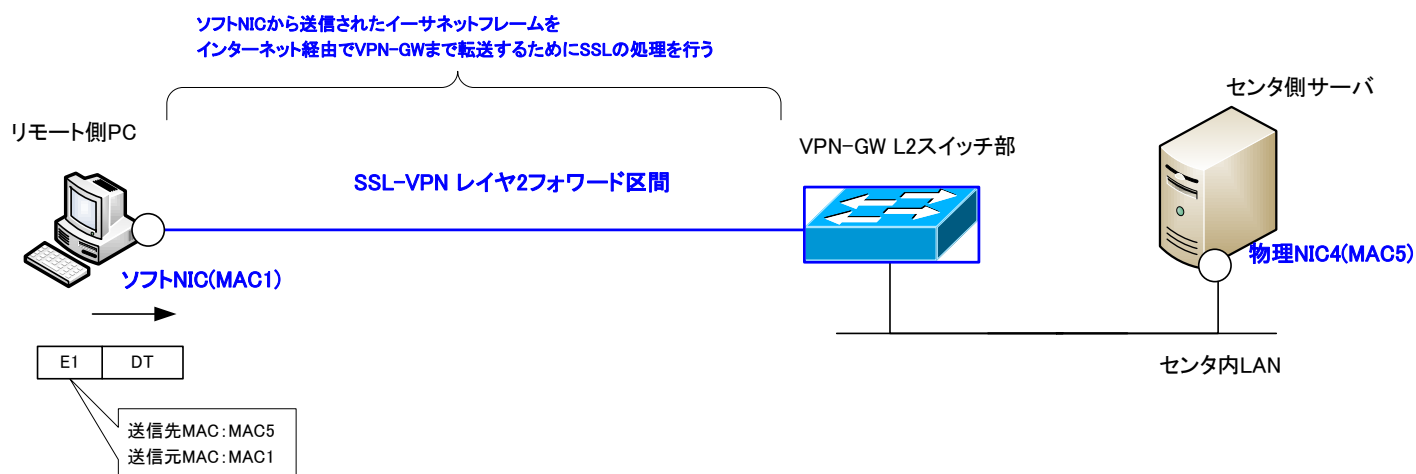 ソフトNICから送信されたイーサネットフレームを
インターネット経由でVPN-GWまで転送するためにSSLの処理を行う
センタ側サーバ
リモート側PC
VPN-GW L2スイッチ部
SSL-VPN レイヤ2フォワード区間
物理NIC4(MAC5)
ソフトNIC(MAC1)
E1 DT
センタ内LAN
送信先MAC:MAC5
送信元MAC:MAC1